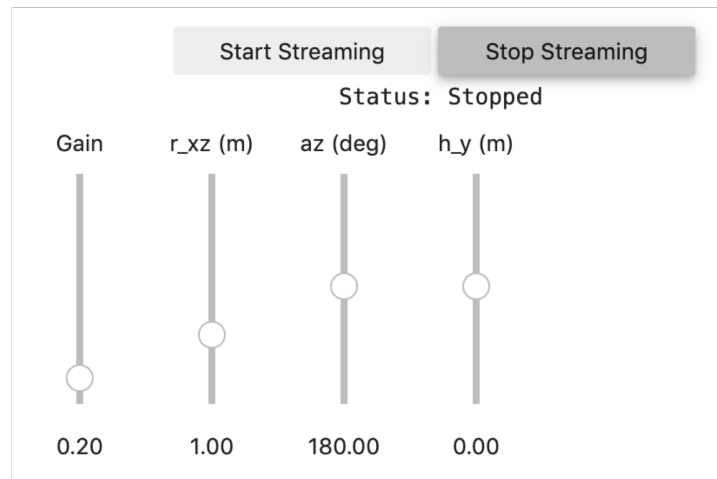 Start Streaming Stop Streaming
Status: Stopped
Gain r_xz (m) az (deg) h_y (m)
0.20 1.00 180.00 0.00